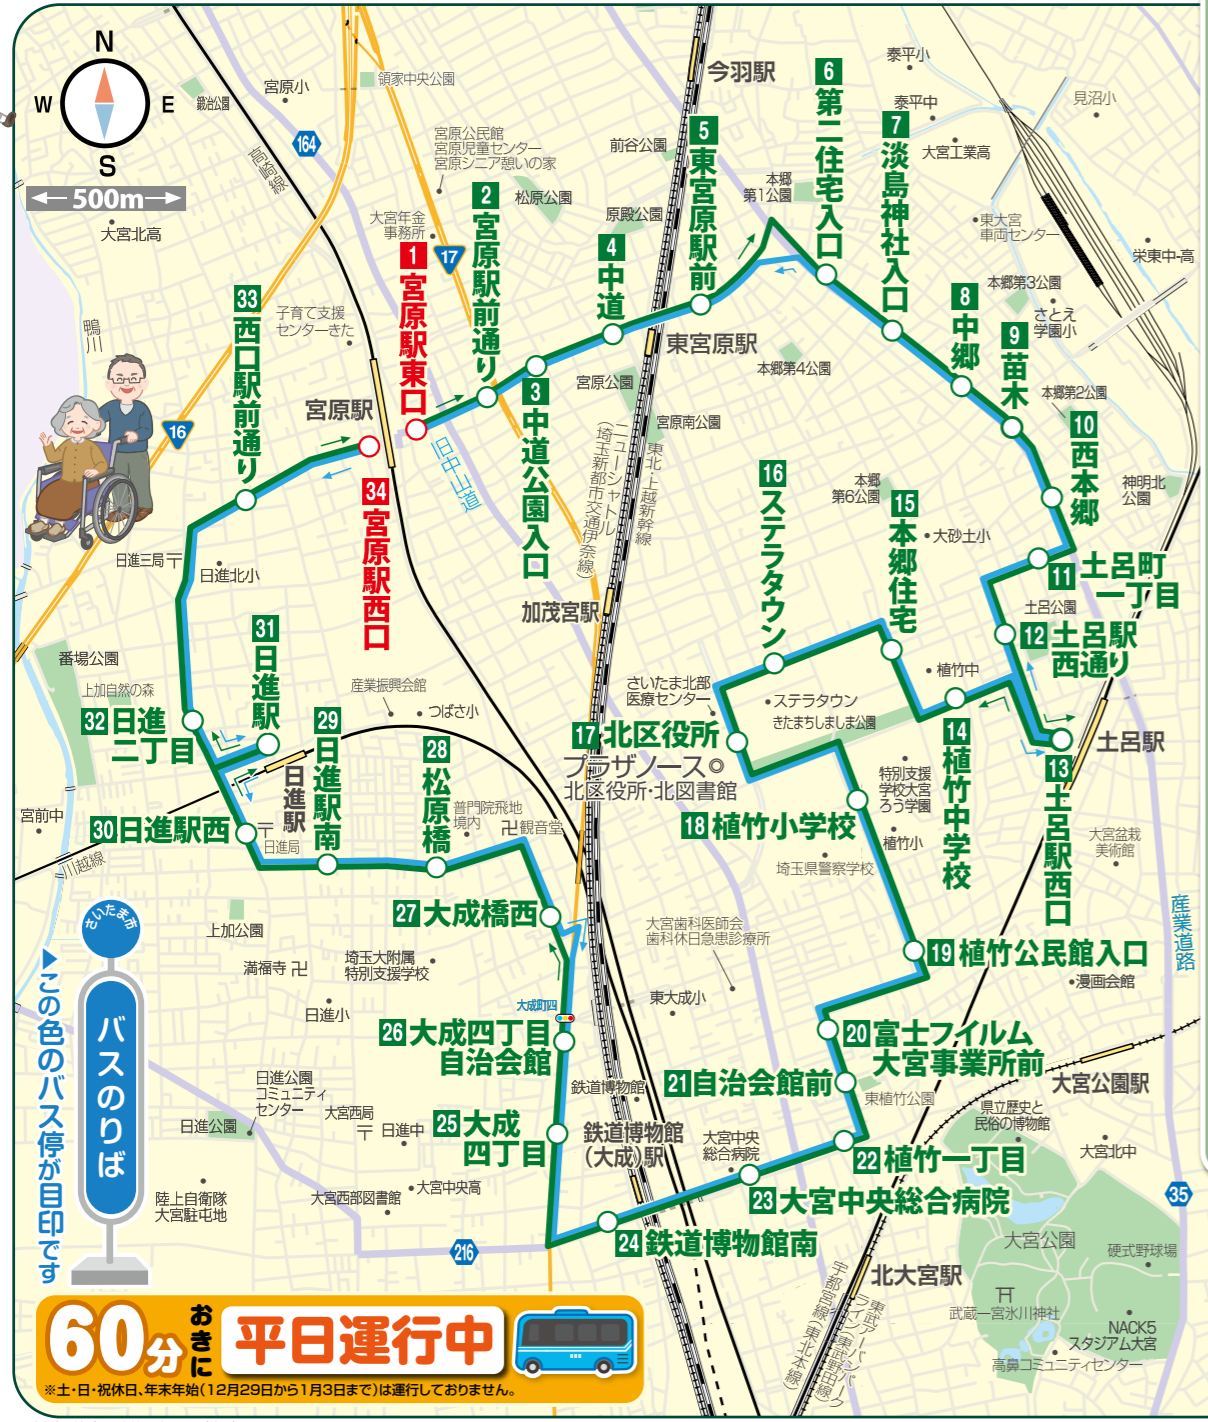 N
W
E
S
500m
1 宮原駅東口
2 宮原駅前通り
3 中道公園入口
4 中道
5 東宮原駅前
6 第二住宅入口
7 淡島神社入口
8 中郷
9 苗木
10 西本郷
11 土呂町
一丁目
12 土呂駅
西通り
13 土呂駅西口
14 植竹中学校
15 本郷住宅
16 ステラタウン
17 北区役所
18 植竹小学校
19 植竹公民館入口
20 富士フイルム
大宮事業所前
21 自治会館前
22 植竹一丁目
23 大宮中央総合病院
24 鉄道博物館南
25 大成
四丁目
26 大成四丁目
自治会館
27 大成橋西
28 松原橋
29 日進駅南
30 日進駅西
31 日進駅
32 日進
二丁目
33 西口駅前通り
34 宮原駅西口
宮原小
領家中央公園
鍛冶公園
164
高崎線
大宮北高
宮原公民館
宮原児童センター
宮原シニア憩いの家
松原公園
大宮年金
事務所
17
前谷公園
原殿公園
今羽駅
本郷
第1公園
泰平小
泰平中
大宮工業高
見沼小
東大宮
車両センター
栄東中・高
本郷第3公園
さとえ
学園小
本郷第2公園
神明北
公園
本郷第4公園
東宮原駅
宮原公園
宮原南公園
子育て支援
センターきた
鴨川
16
宮原駅
旧中山道
ニューシャトル
(埼玉新都市交通伊奈線)
東北・上越新幹線
本郷
第6公園
大砂土小
土呂公園
日進三局
日進北小
番場公園
上加自然の森
加茂宮駅
産業振興会館
つばさ小
さいたま北部
医療センター
ステラタウン
きたまちしましま公園
植竹中
土呂駅
プラザノース
北区役所・北図書館
特別支援
学校大宮
ろう学園
植竹小
埼玉県警察学校
大宮盆栽
美術館
産業道路
宮前中
川越線
日進駅
日進局
普門院飛地
境内
観音堂
上加公園
満福寺
埼玉大附属
特別支援学校
日進小
大成町四
大宮歯科医師会
歯科休日急患診療所
東大成小
漫画会館
大宮公園駅
鉄道博物館
鉄道博物館
(大成)駅
大宮中央
総合病院
東植竹公園
県立歴史と
民俗の博物館
大宮北中
日進公園
コミュニティ
センター
日進公園
大宮西局
日進中
大宮西部図書館
大宮中央高
陸上自衛隊
大宮駐屯地
216
35
北大宮駅
大宮公園
硬式野球場
武蔵一宮氷川神社
NACK5
スタジアム大宮
高鼻コミュニティセンター
宇都宮線(東北本線)
東武アーバンパーク
ライン(東武野田線)
さいたま市
バスのりば
▶この色のバス停が目印です
60分おきに
平日運行中
※土・日・祝休日、年末年始(12月29日から1月3日まで)は運行しておりません。